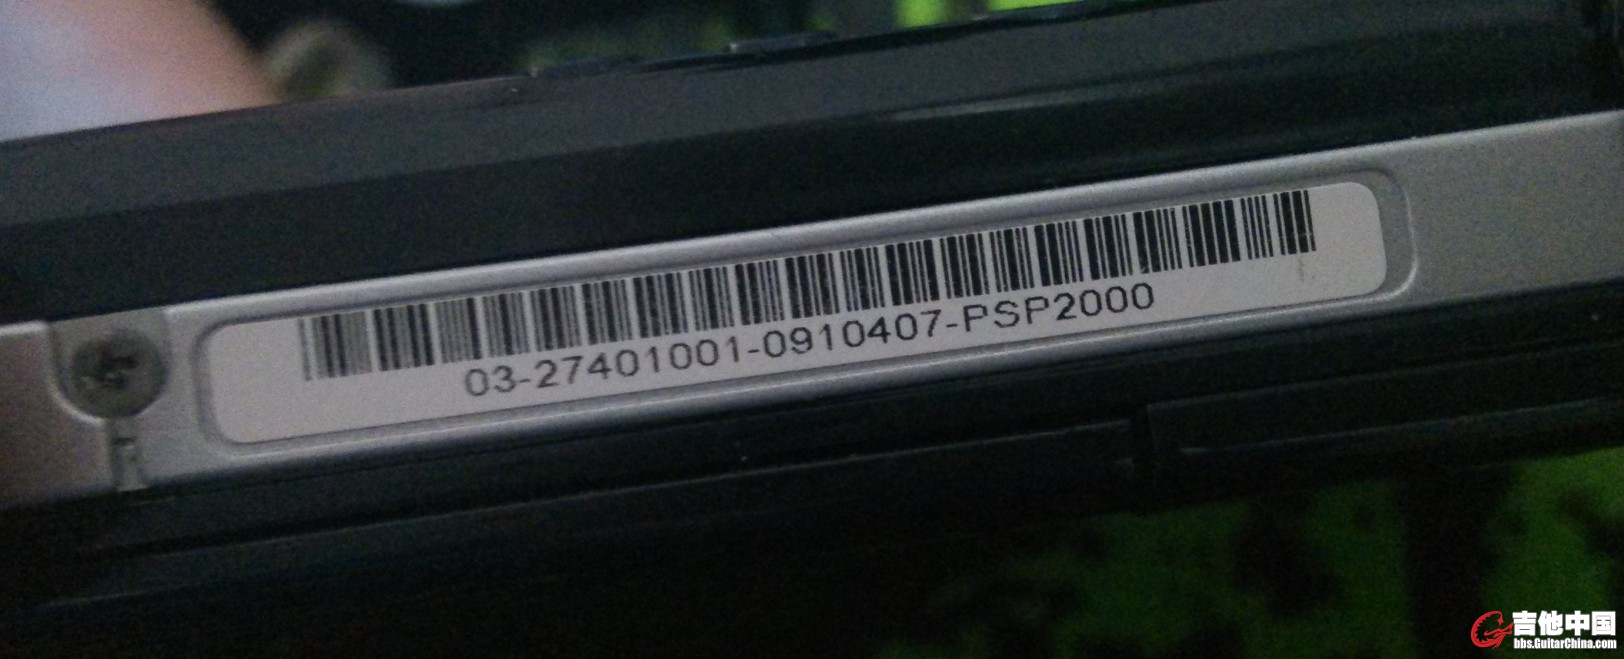 03-27401001-0910407-PSP2000
吉他中国
bbs.GuitarChina.com